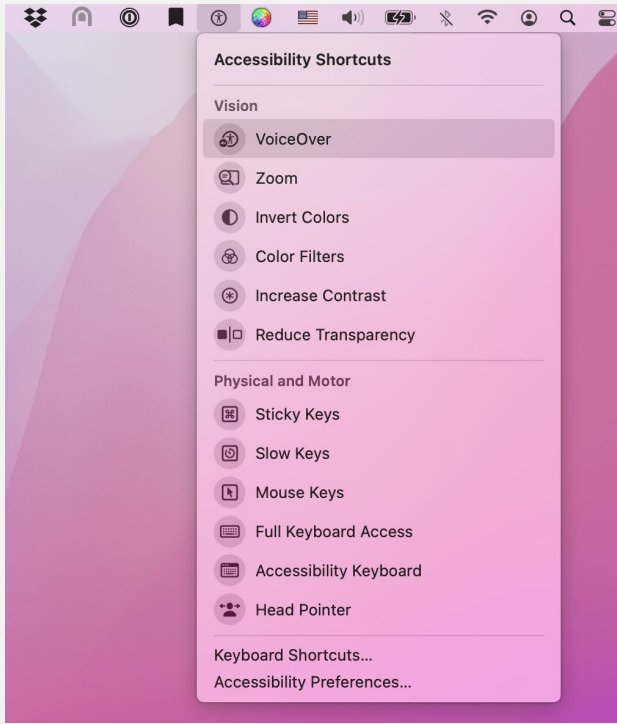 Accessibility Shortcuts
Vision
VoiceOver
Zoom
Invert Colors
Color Filters
Increase Contrast
Reduce Transparency
Physical and Motor
Sticky Keys
Slow Keys
Mouse Keys
Full Keyboard Access
Accessibility Keyboard
Head Pointer
Keyboard Shortcuts...
Accessibility Preferences...